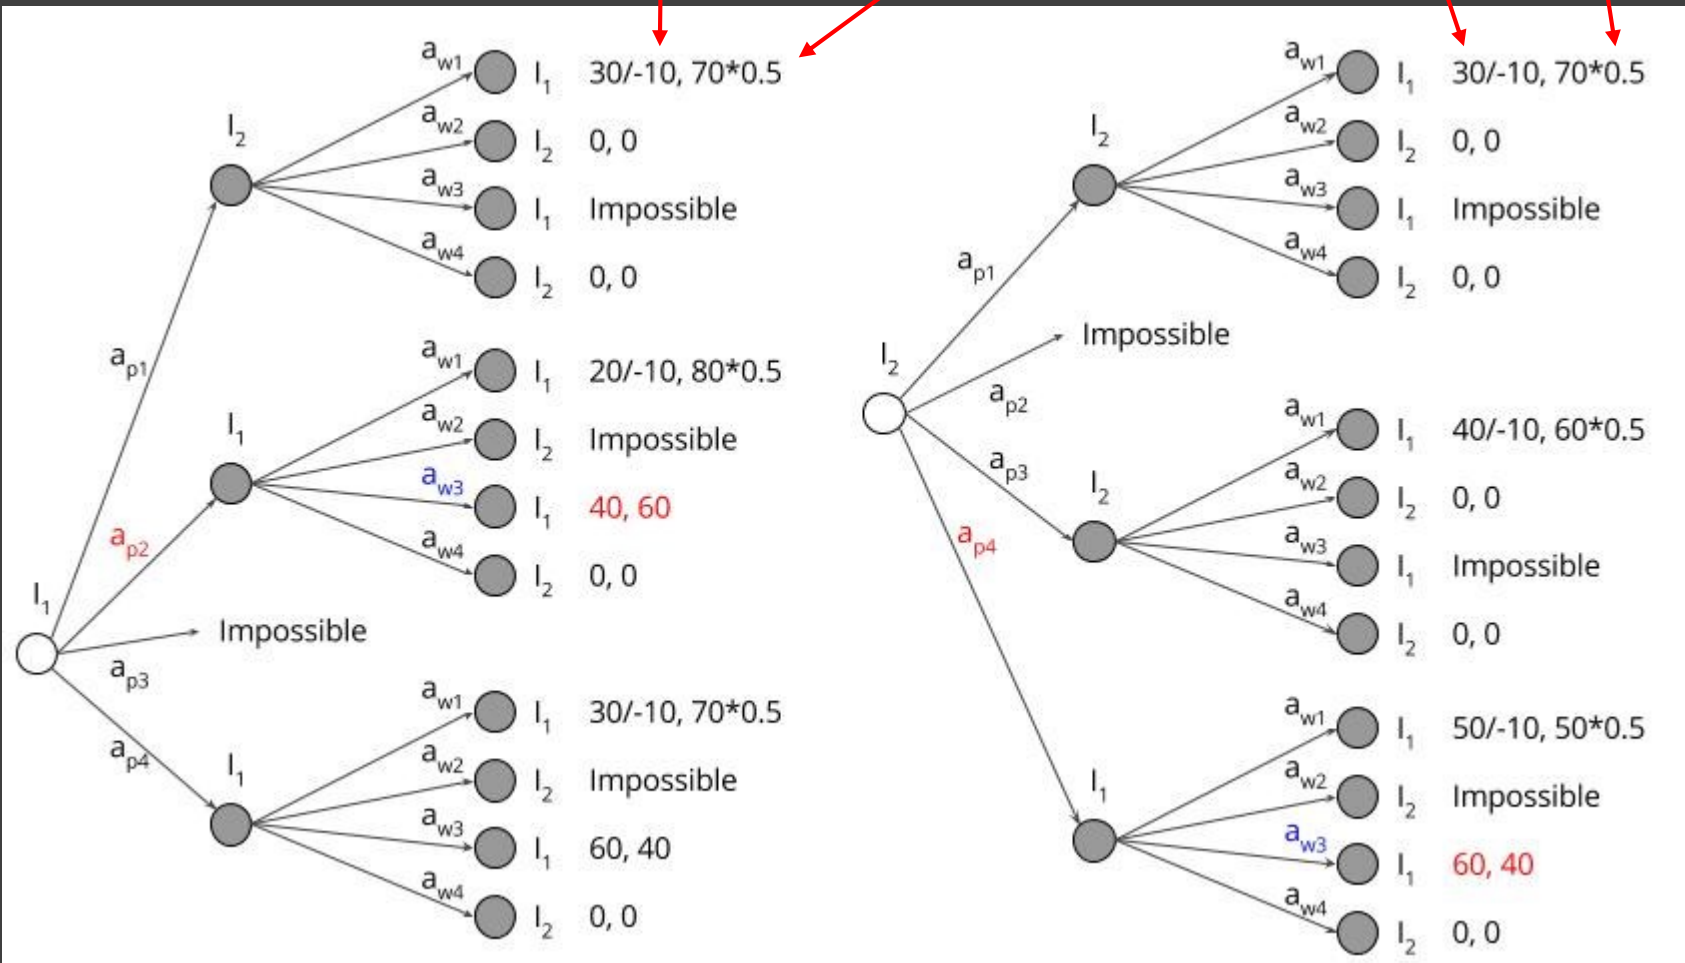 I2
aw1 I1 30/-10, 70*0.5
aw2 I2 0, 0
aw3 I1 Impossible
aw4 I2 0, 0
ap1
I1
aw1 I1 20/-10, 80*0.5
aw2 I2 Impossible
aw3 I1 40, 60
aw4 I2 0, 0
ap2
I1
Impossible
ap3
ap4
I1
aw1 I1 30/-10, 70*0.5
aw2 I2 Impossible
aw3 I1 60, 40
aw4 I2 0, 0
I2
aw1 I1 30/-10, 70*0.5
aw2 I2 0, 0
aw3 I1 Impossible
aw4 I2 0, 0
ap1
Impossible
I2
ap2
ap3
I2
aw1 I1 40/-10, 60*0.5
aw2 I2 0, 0
aw3 I1 Impossible
aw4 I2 0, 0
ap4
I1
aw1 I1 50/-10, 50*0.5
aw2 I2 Impossible
aw3 I1 60, 40
aw4 I2 0, 0